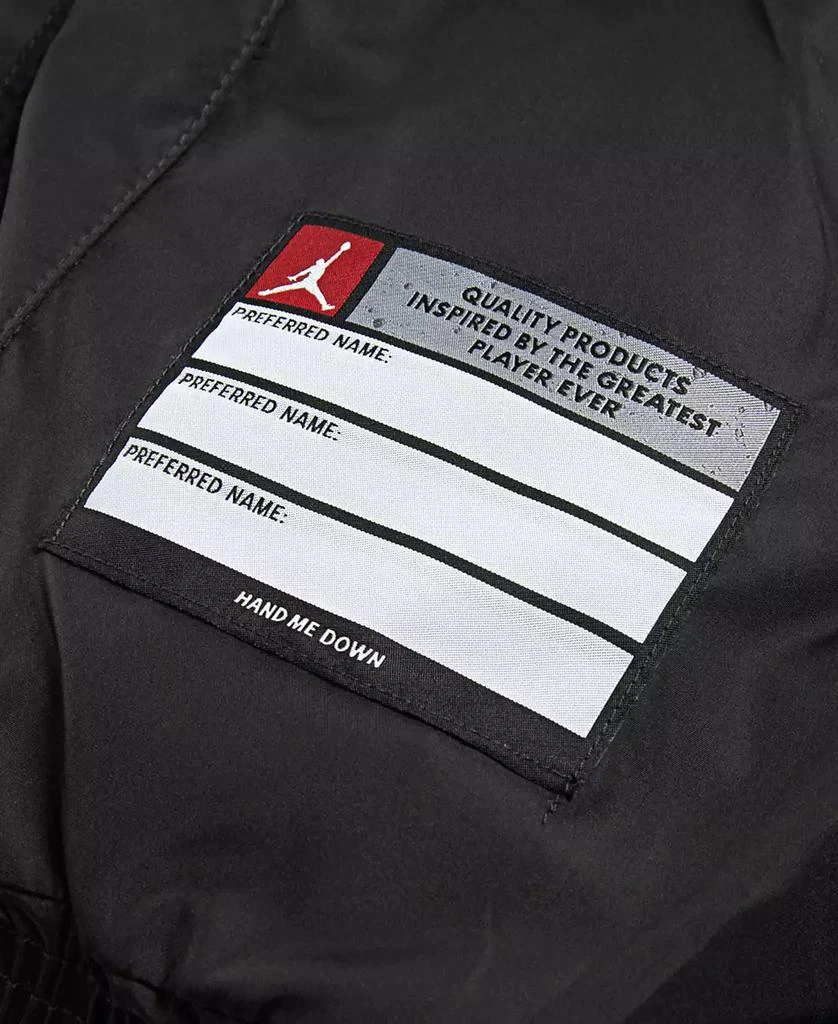 QUALITY PRODUCTS
INSPIRED BY THE GREATEST
PLAYER EVER
PREFERRED NAME:
PREFERRED NAME:
PREFERRED NAME:
HAND ME DOWN